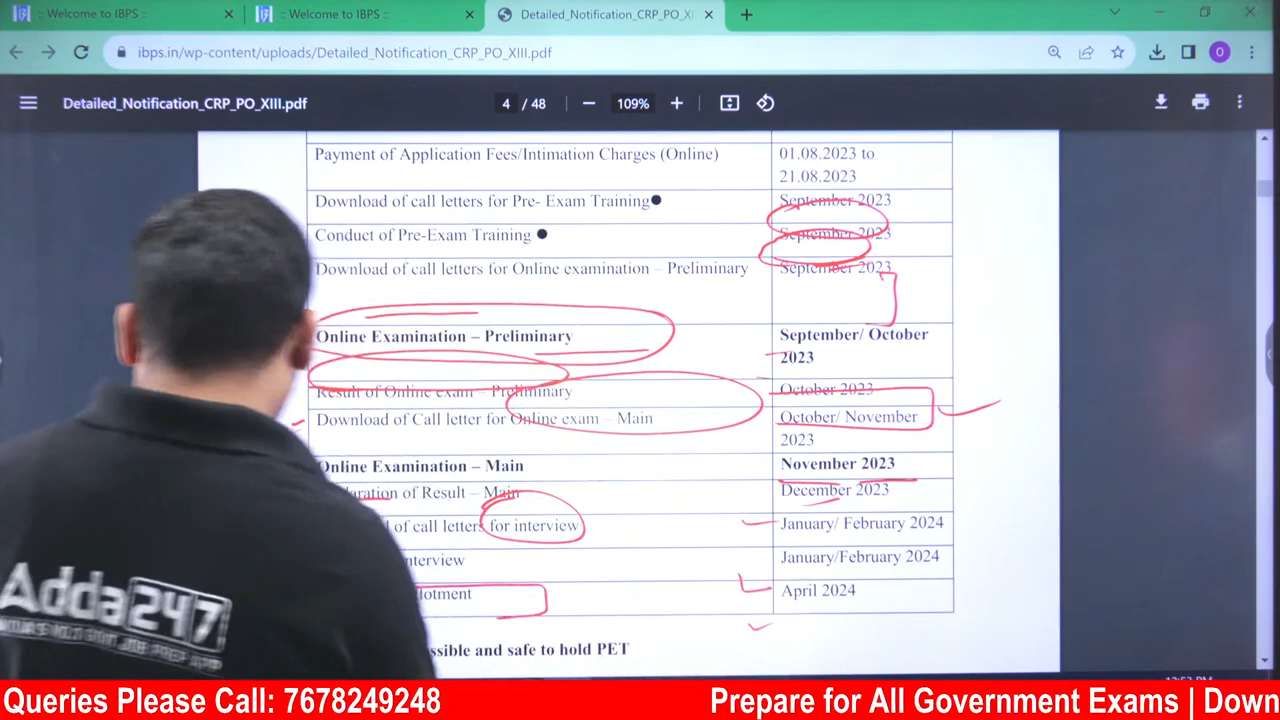 :: Welcome to IBPS ::
:: Welcome to IBPS ::
Detailed_Notification_CRP_PO_XI
ibps.in/wp-content/uploads/Detailed_Notification_CRP_PO_XIII.pdf
O
Detailed_Notification_CRP_PO_XIII.pdf
4 / 48
109%
Payment of Application Fees/Intimation Charges (Online)
01.08.2023 to
21.08.2023
Download of call letters for Pre- Exam Training●
September 2023
Conduct of Pre-Exam Training ●
September 2023
Download of call letters for Online examination – Preliminary
September 2023
Online Examination – Preliminary
September/ October
2023
Result of Online exam – Preliminary
October 2023
Download of Call letter for Online exam – Main
October/ November
2023
Online Examination – Main
November 2023
of Result – Main
December 2023
of call letters for interview
January/ February 2024
nterview
January/February 2024
lotment
April 2024
ssible and safe to hold PET
Adda247
Queries Please Call: 7678249248
Prepare for All Government Exams | Down